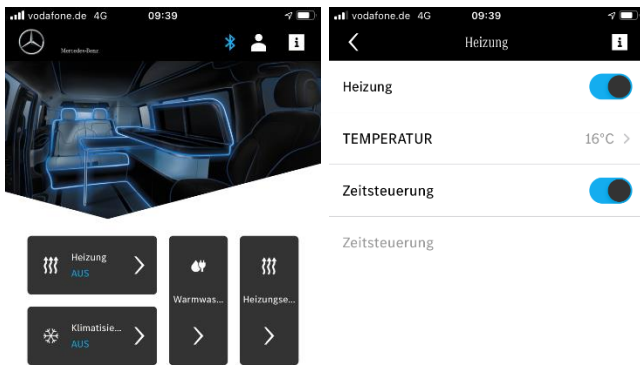 vodafone.de 4G 09:39
Mercedes-Benz
i
Heizung
AUS
Warmwas...
Heizungse...
Klimatisie...
AUS
vodafone.de 4G 09:39
Heizung
i
Heizung
TEMPERATUR 16°C
Zeitsteuerung
Zeitsteuerung